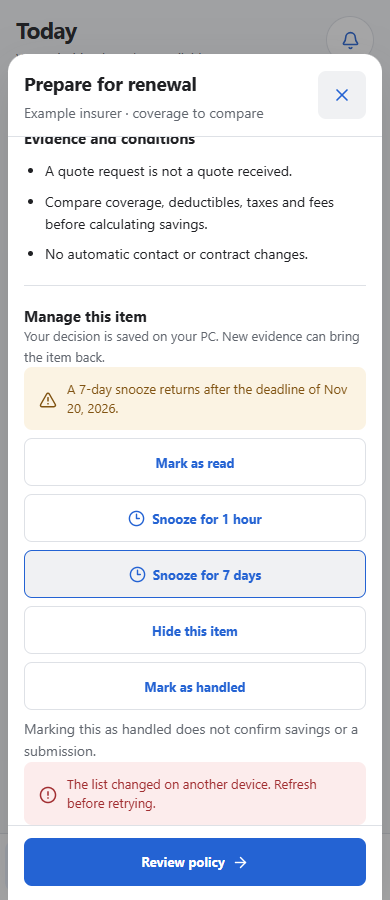 Today
Prepare for renewal
Example insurer · coverage to compare
Evidence and conditions
• A quote request is not a quote received.
• Compare coverage, deductibles, taxes and fees
before calculating savings.
• No automatic contact or contract changes.
Manage this item
Your decision is saved on your PC. New evidence can bring
the item back.
A 7-day snooze returns after the deadline of Nov
20, 2026.
Mark as read
Snooze for 1 hour
Snooze for 7 days
Hide this item
Mark as handled
Marking this as handled does not confirm savings or a
submission.
The list changed on another device. Refresh
before retrying.
Review policy →